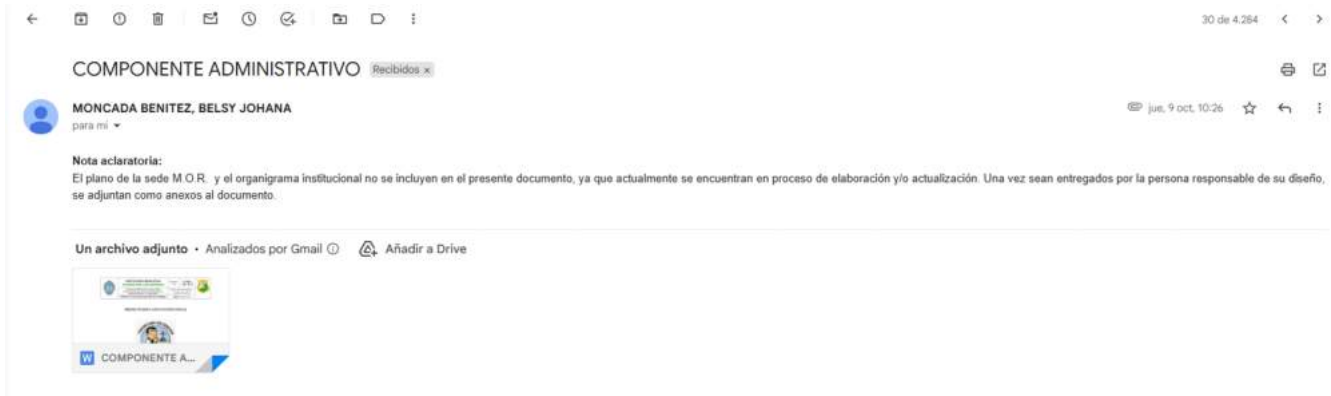 30 de 4.284
COMPONENTE ADMINISTRATIVO Recibidos x
MONCADA BENITEZ, BELSY JOHANA
jue, 9 oct, 10:26
para mi
Nota aclaratoria:
El plano de la sede M.O.R. y el organigrama institucional no se incluyen en el presente documento, ya que actualmente se encuentran en proceso de elaboración y/o actualización. Una vez sean entregados por la persona responsable de su diseño,
se adjuntan como anexos al documento.
Un archivo adjunto • Analizados por Gmail
Añadir a Drive
W COMPONENTE A...